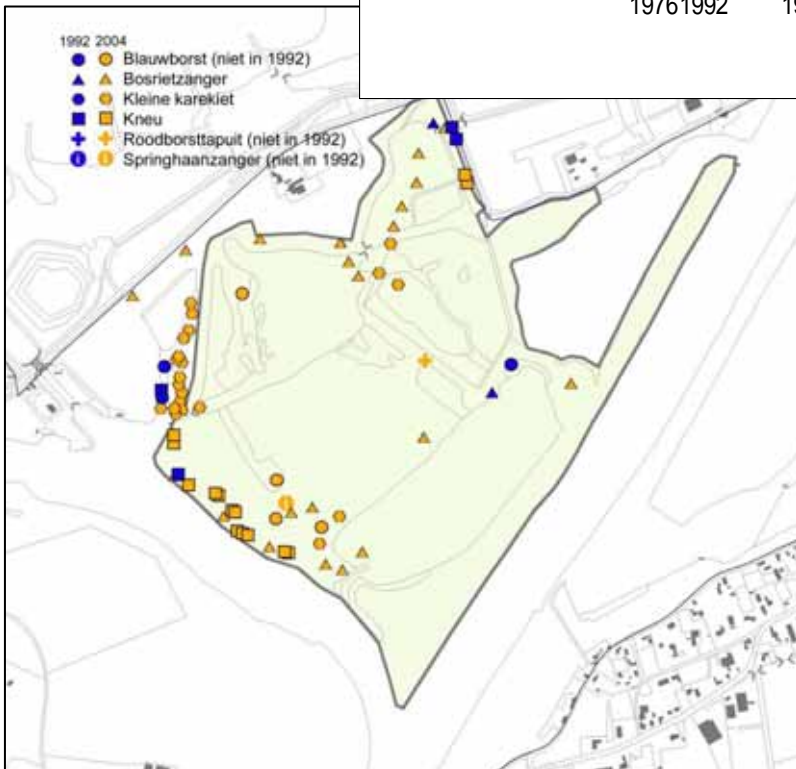 19761992 19
1992 2004
Blauwborst (niet in 1992)
Bosrietzanger
Kleine karekiet
Kneu
Roodborsttapuit (niet in 1992)
Springhaanzanger (niet in 1992)